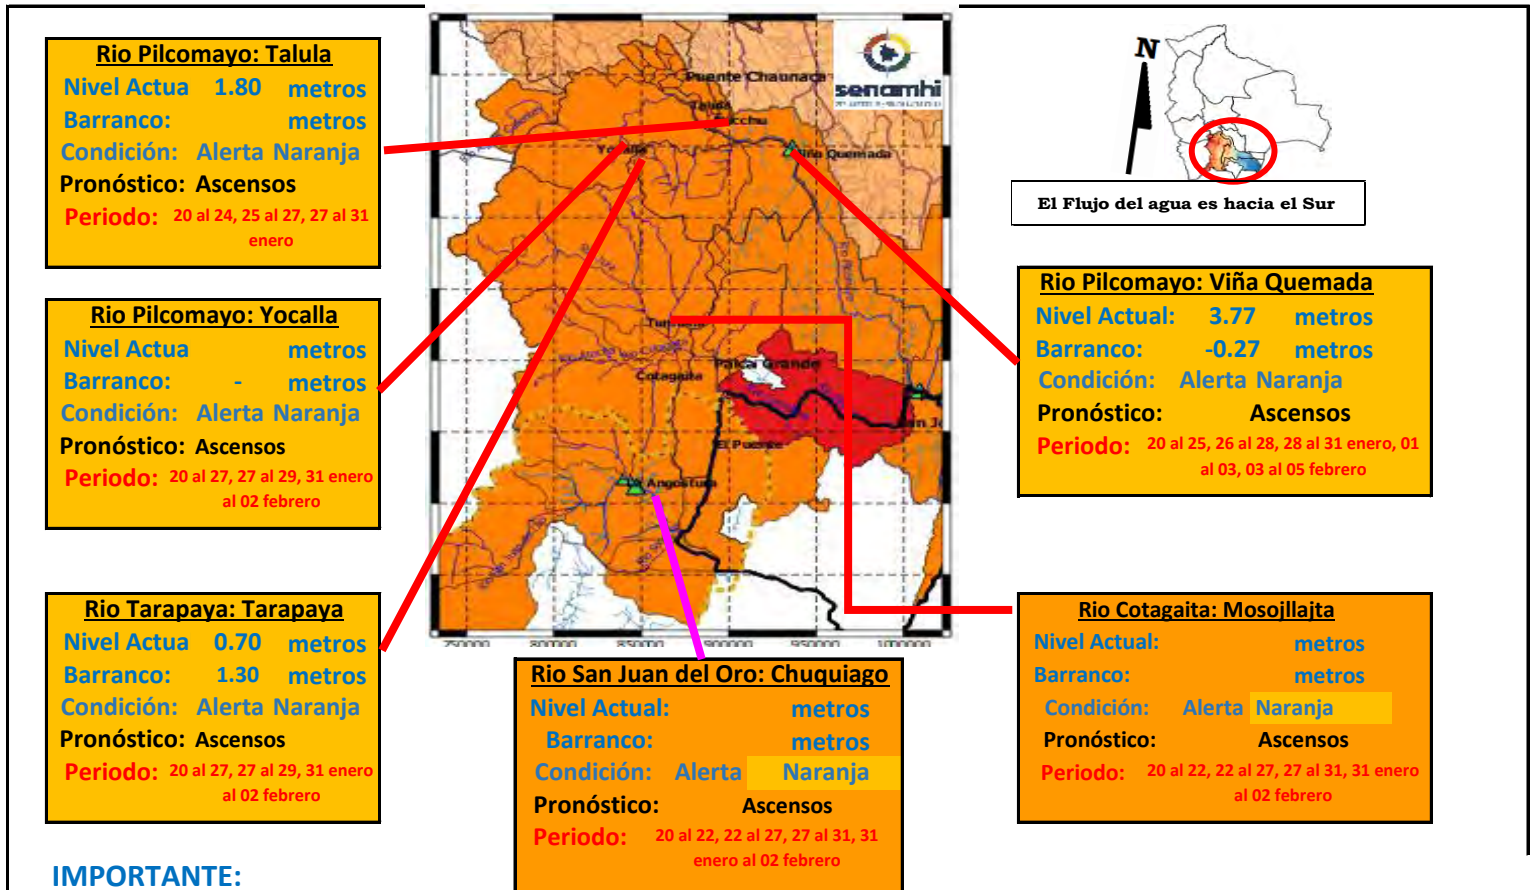 Rio Pilcomayo: Talula
Nivel Actua 1.80 metros
Barranco: metros
Condición: Alerta Naranja
Pronóstico: Ascensos
Periodo: 20 al 24, 25 al 27, 27 al 31
enero
Rio Pilcomayo: Yocalla
Nivel Actua metros
Barranco: - metros
Condición: Alerta Naranja
Pronóstico: Ascensos
Periodo: 20 al 27, 27 al 29, 31 enero
al 02 febrero
Rio Tarapaya: Tarapaya
Nivel Actua 0.70 metros
Barranco: 1.30 metros
Condición: Alerta Naranja
Pronóstico: Ascensos
Periodo: 20 al 27, 27 al 29, 31 enero
al 02 febrero
senamhi
Puente Chaunaca
Viña Quemada
Cotagaita
Palca Grande
El Puente
Angostura
750000 800000 850000 900000 950000 1000000
N
El Flujo del agua es hacia el Sur
Rio Pilcomayo: Viña Quemada
Nivel Actual: 3.77 metros
Barranco: -0.27 metros
Condición: Alerta Naranja
Pronóstico: Ascensos
Periodo: 20 al 25, 26 al 28, 28 al 31 enero, 01
al 03, 03 al 05 febrero
Rio San Juan del Oro: Chuquiago
Nivel Actual: metros
Barranco: metros
Condición: Alerta Naranja
Pronóstico: Ascensos
Periodo: 20 al 22, 22 al 27, 27 al 31, 31
enero al 02 febrero
Rio Cotagaita: Mosojllajta
Nivel Actual: metros
Barranco: metros
Condición: Alerta Naranja
Pronóstico: Ascensos
Periodo: 20 al 22, 22 al 27, 27 al 31, 31 enero
al 02 febrero
IMPORTANTE: